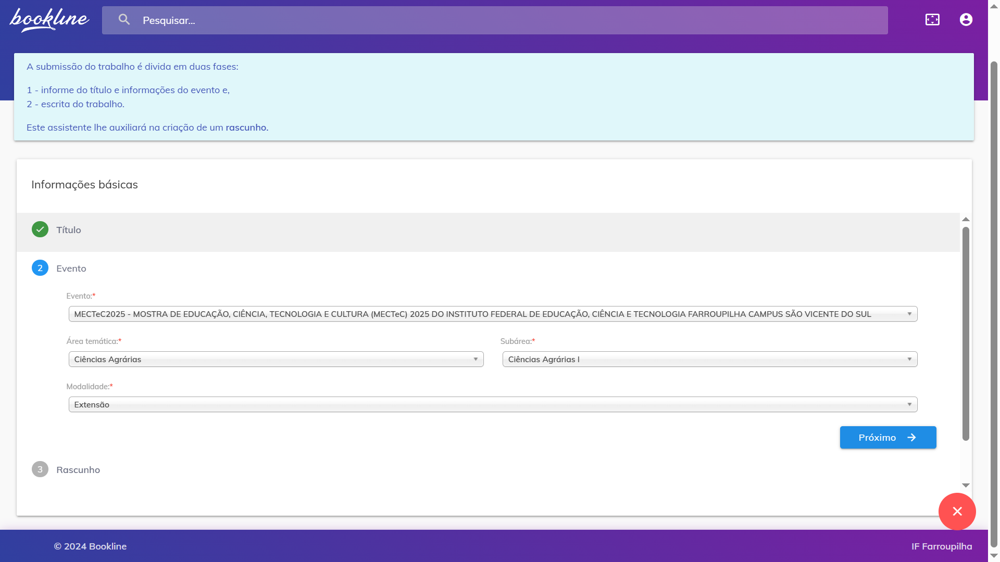 bookline
Pesquisar...
A submissão do trabalho é divida em duas fases:
1 - informe do título e informações do evento e,
2 - escrita do trabalho.
Este assistente lhe auxiliará na criação de um rascunho.
Informações básicas
Título
2 Evento
Evento:*
MECTeC2025 - MOSTRA DE EDUCAÇÃO, CIÊNCIA, TECNOLOGIA E CULTURA (MECTeC) 2025 DO INSTITUTO FEDERAL DE EDUCAÇÃO, CIÊNCIA E TECNOLOGIA FARROUPILHA CAMPUS SÃO VICENTE DO SUL
Área temática:* Subárea:*
Ciências Agrárias Ciências Agrárias I
Modalidade:*
Extensão
Próximo
3 Rascunho
© 2024 Bookline IF Farroupilha